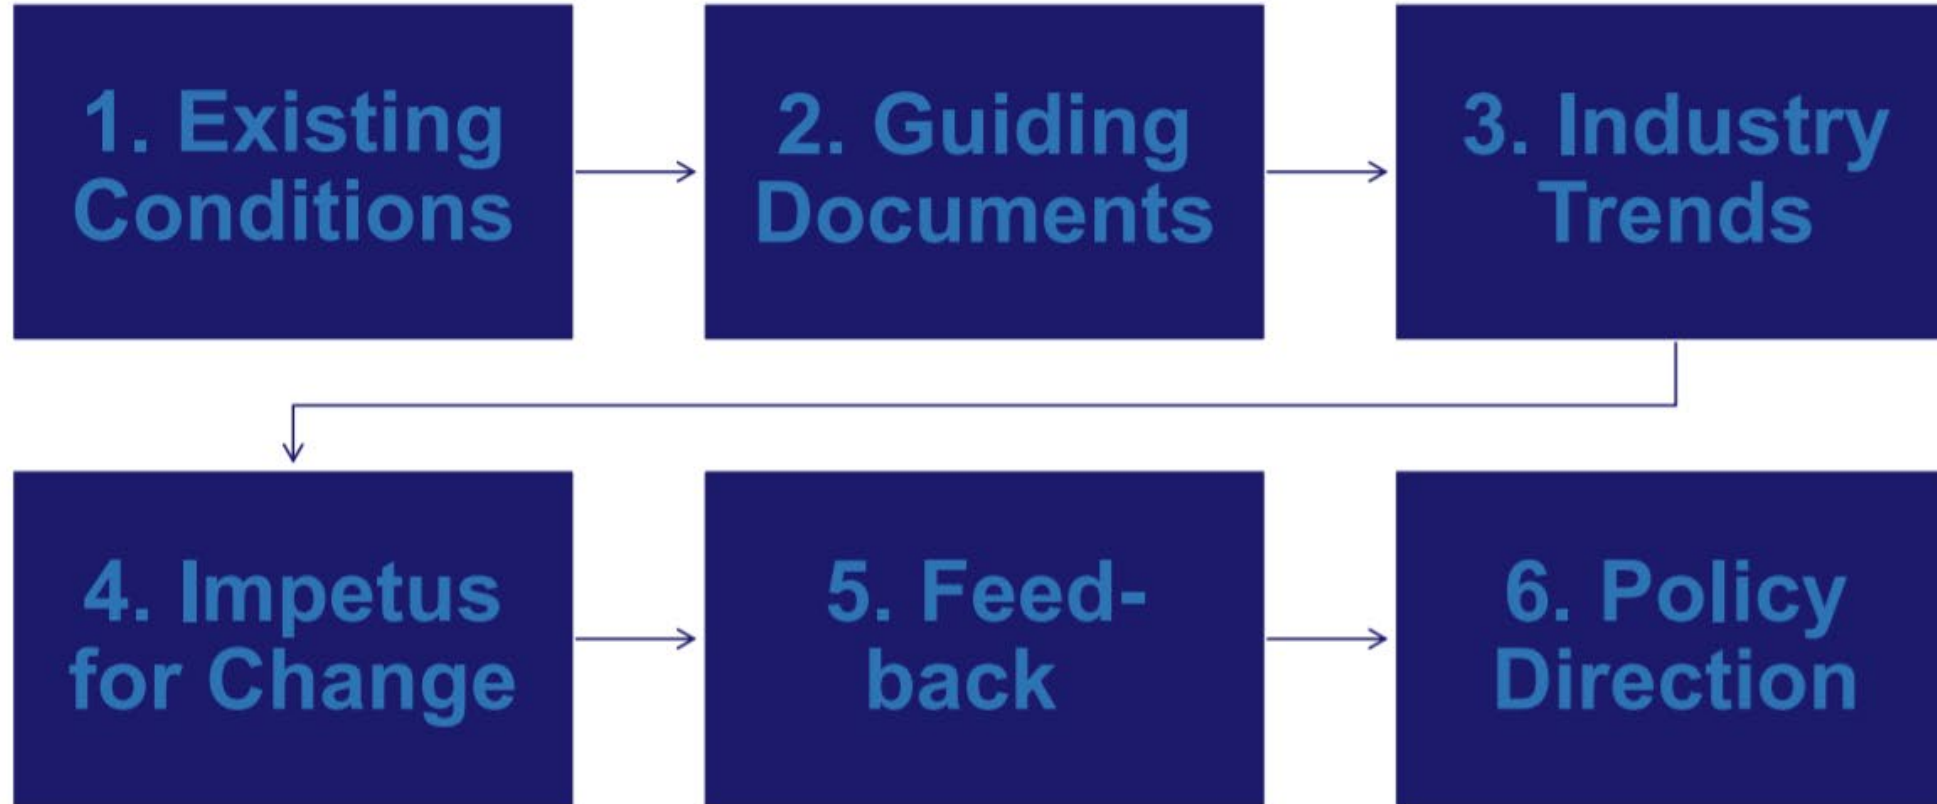 1. Existing
Conditions
2. Guiding
Documents
3. Industry
Trends
4. Impetus
for Change
5. Feed-
back
6. Policy
Direction